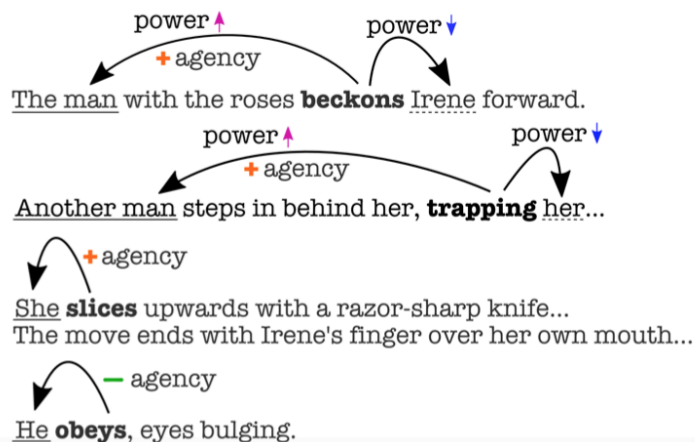 power power
+ agency
The man with the roses beckons Irene forward.
power power
+ agency
Another man steps in behind her, trapping her...
+ agency
She slices upwards with a razor-sharp knife...
The move ends with Irene's finger over her own mouth...
− agency
He obeys, eyes bulging.